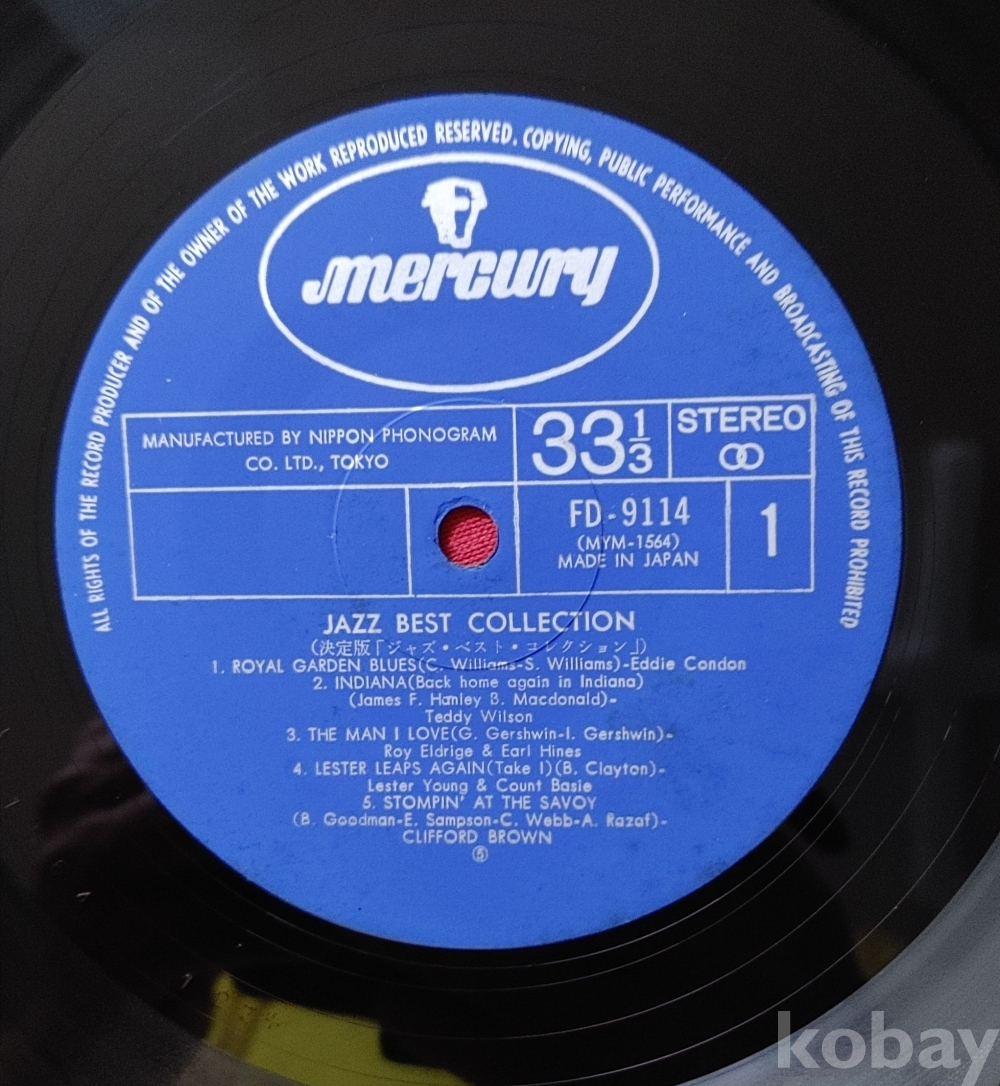 ALL RIGHTS OF THE RECORD PRODUCER AND OF THE OWNER OF THE WORK REPRODUCED RESERVED. COPYING, PUBLIC PERFORMANCE AND BROADCASTING OF THIS RECORD PROHIBITED
mercury
MANUFACTURED BY NIPPON PHONOGRAM
CO. LTD., TOKYO
33 1/3
STEREO
FD-9114
(MYM-1564)
MADE IN JAPAN
1
JAZZ BEST COLLECTION
(決定版「ジャズ・ベスト・コレクション」)
1. ROYAL GARDEN BLUES(C. Williams-S. Williams)-Eddie Condon
2. INDIANA(Back home again in Indiana)
(James F. Hanley B. Macdonald)-
Teddy Wilson
3. THE MAN I LOVE(G. Gershwin-I. Gershwin)-
Roy Eldrige & Earl Hines
4. LESTER LEAPS AGAIN(Take I)(B. Clayton)-
Lester Young & Count Basie
5. STOMPIN' AT THE SAVOY
(B. Goodman-E. Sampson-C. Webb-A. Razaf)-
CLIFFORD BROWN
⑤
kobay